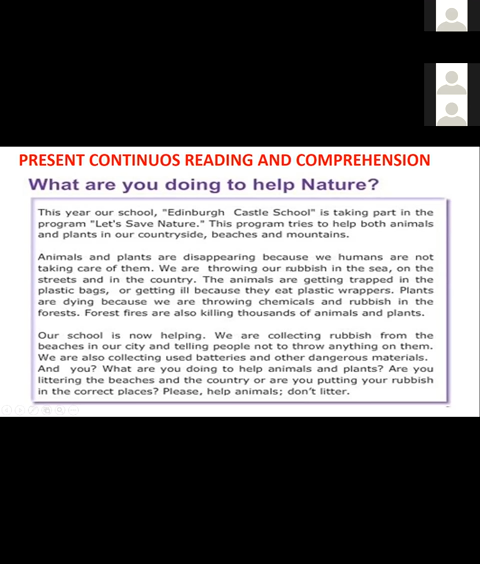 PRESENT CONTINUOS READING AND COMPREHENSION
What are you doing to help Nature?
This year our school, "Edinburgh Castle School" is taking part in the
program "Let's Save Nature." This program tries to help both animals
and plants in our countryside, beaches and mountains.
Animals and plants are disappearing because we humans are not
taking care of them. We are throwing our rubbish in the sea, on the
streets and in the country. The animals are getting trapped in the
plastic bags, or getting ill because they eat plastic wrappers. Plants
are dying because we are throwing chemicals and rubbish in the
forests. Forest fires are also killing thousands of animals and plants.
Our school is now helping. We are collecting rubbish from the
beaches in our city and telling people not to throw anything on them.
We are also collecting used batteries and other dangerous materials.
And you? What are you doing to help animals and plants? Are you
littering the beaches and the country or are you putting your rubbish
in the correct places? Please, help animals; don't litter.